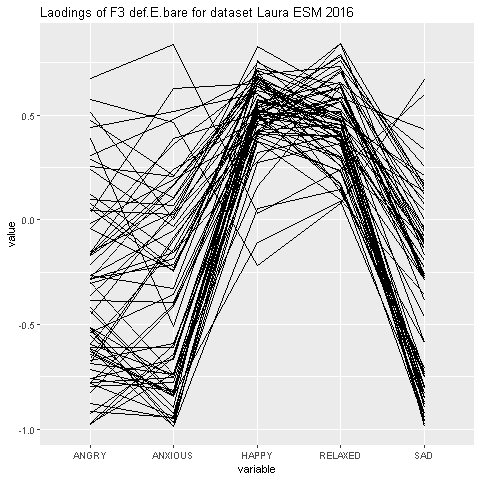 Laodings of F3 def.E.bare for dataset Laura ESM 2016
value
0.5
0.0
-0.5
-1.0
ANGRY ANXIOUS HAPPY RELAXED SAD
variable